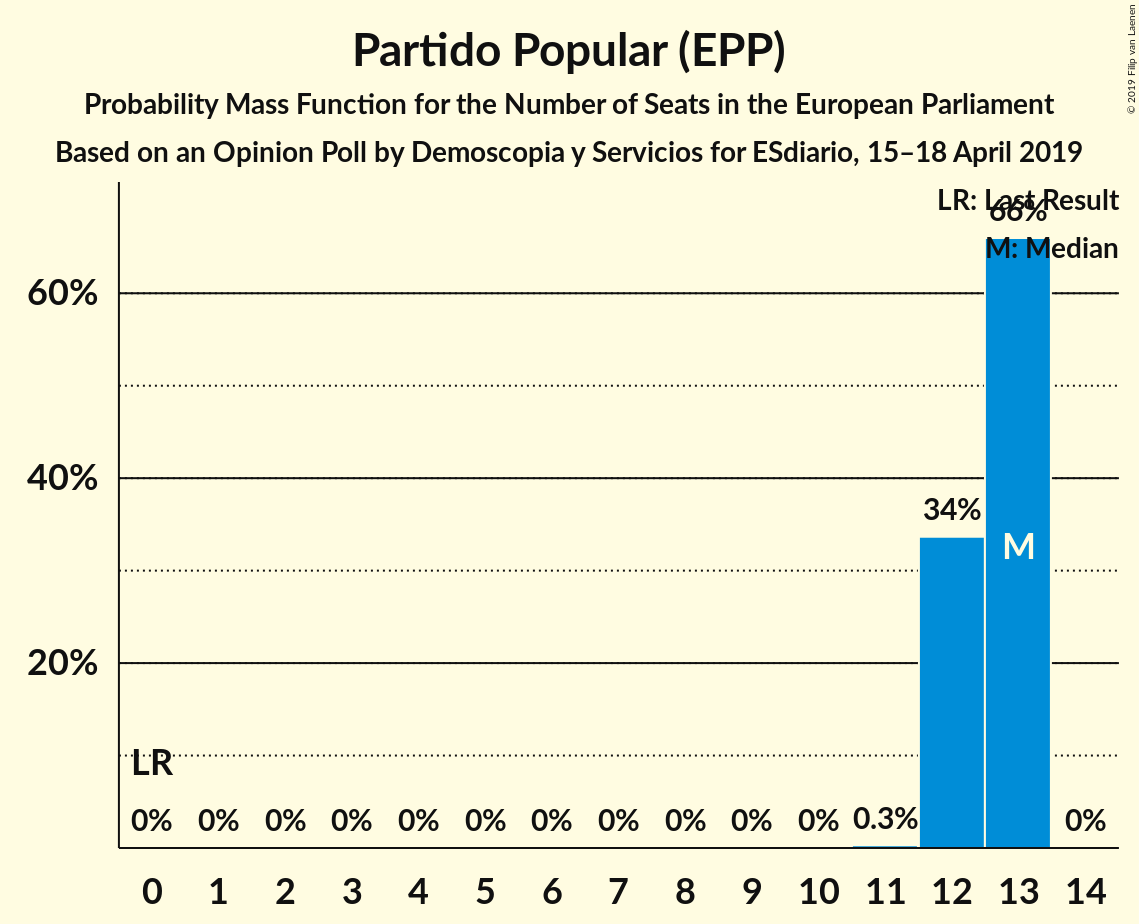 Partido Popular (EPP)
Probability Mass Function for the Number of Seats in the European Parliament
Based on an Opinion Poll by Demoscopia y Servicios for ESdiario, 15–18 April 2019
© 2019 Filip van Laenen
LR: Last Result
66%
M: Median
60%
40%
34%
M
20%
LR
0% 0% 0% 0% 0% 0% 0% 0% 0% 0% 0% 0.3% 0%
0 1 2 3 4 5 6 7 8 9 10 11 12 13 14